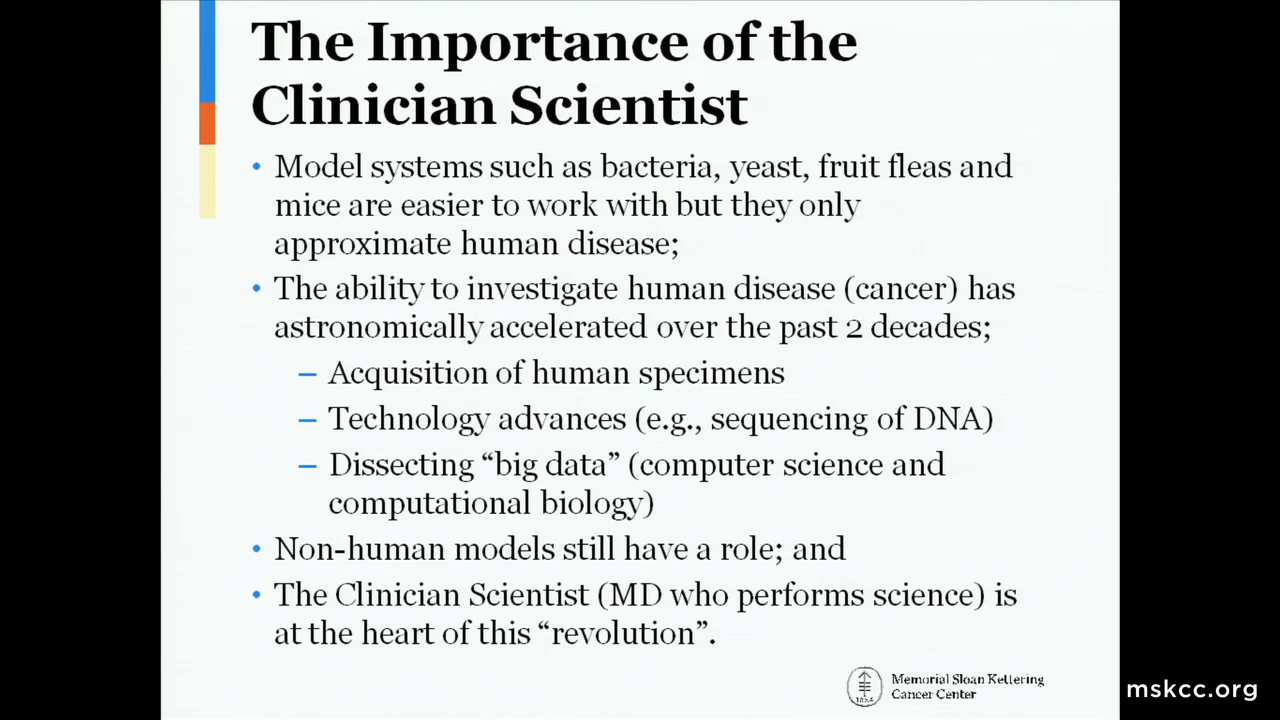 The Importance of the
Clinician Scientist
• Model systems such as bacteria, yeast, fruit fleas and
mice are easier to work with but they only
approximate human disease;
• The ability to investigate human disease (cancer) has
astronomically accelerated over the past 2 decades;
– Acquisition of human specimens
– Technology advances (e.g., sequencing of DNA)
– Dissecting “big data” (computer science and
computational biology)
• Non-human models still have a role; and
• The Clinician Scientist (MD who performs science) is
at the heart of this “revolution”.
Memorial Sloan Kettering
Cancer Center
mskcc.org